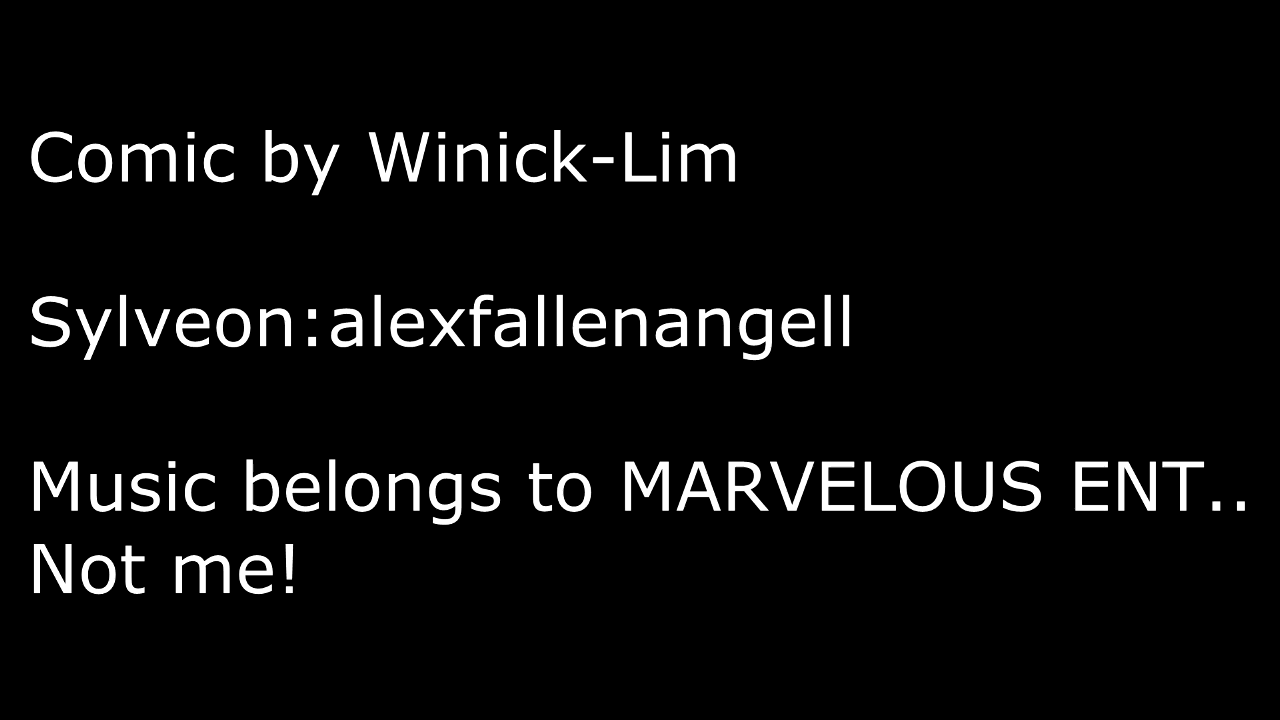 Comic by Winick-Lim
Sylveon:alexfallenangell
Music belongs to MARVELOUS ENT..
Not me!